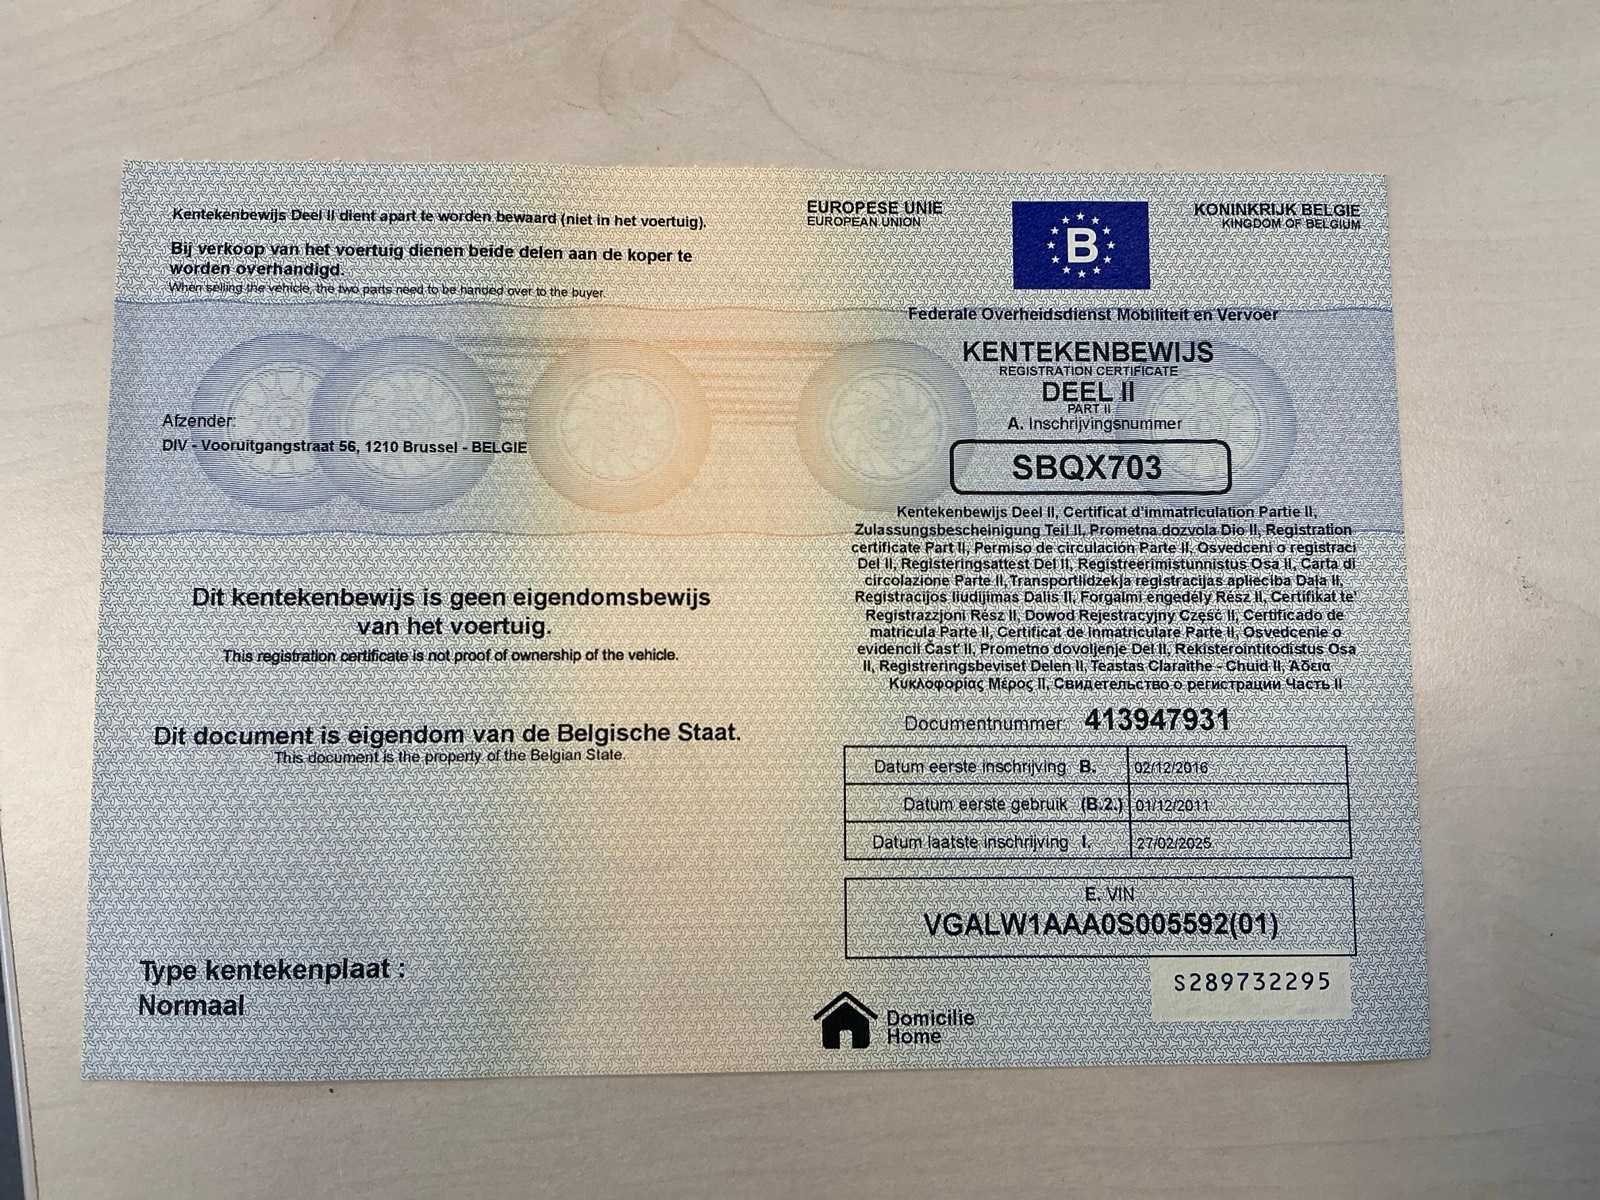 Kentekenbewijs Deel II dient apart te worden bewaard (niet in het voertuig).
Bij verkoop van het voertuig dienen beide delen aan de koper te
worden overhandigd.
When selling the vehicle, the two parts need to be handed over to the buyer.
Afzender:
DIV - Vooruitgangstraat 56, 1210 Brussel - BELGIE
Dit kentekenbewijs is geen eigendomsbewijs
van het voertuig.
This registration certificate is not proof of ownership of the vehicle.
Dit document is eigendom van de Belgische Staat.
This document is the property of the Belgian State.
Type kentekenplaat :
Normaal
EUROPESE UNIE
EUROPEAN UNION
B
KONINKRIJK BELGIE
KINGDOM OF BELGIUM
Federale Overheidsdienst Mobiliteit en Vervoer
KENTEKENBEWIJS
REGISTRATION CERTIFICATE
DEEL II
PART II
A. Inschrijvingsnummer
SBQX703
Kentekenbewijs Deel II, Certificat d'immatriculation Partie II,
Zulassungsbescheinigung Teil II, Prometna dozvola Dio II, Registration
certificate Part II, Permiso de circulación Parte II, Osvedceni o registraci
Del II, Registeringsattest Del II, Registreerimistunnistus Osa II, Carta di
circolazione Parte II, Transportlidzekja registracijas aplieciba Dala II,
Registracijos liudijimas Dalis II, Forgalmi engedély Rész II, Certifikat te'
Registrazzjoni Rész II, Dowod Rejestracyjny Część II, Certificado de
matricula Parte II, Certificat de inmatriculare Parte II, Osvedcenie o
evidencii Čast' II, Prometno dovoljenje Del II, Rekisterointitodistus Osa
II, Registreringsbeviset Delen II, Teastas Claraithe - Chuid II, Άδεια
Κυκλοφορίας Μέρος II, Свидетельство о регистрации Часть II
Documentnummer: 413947931
Datum eerste inschrijving B. 02/12/2016
Datum eerste gebruik (B.2.) 01/12/2011
Datum laatste inschrijving I. 27/02/2025
E. VIN
VGALW1AAA0S005592(01)
S289732295
Domicilie
Home